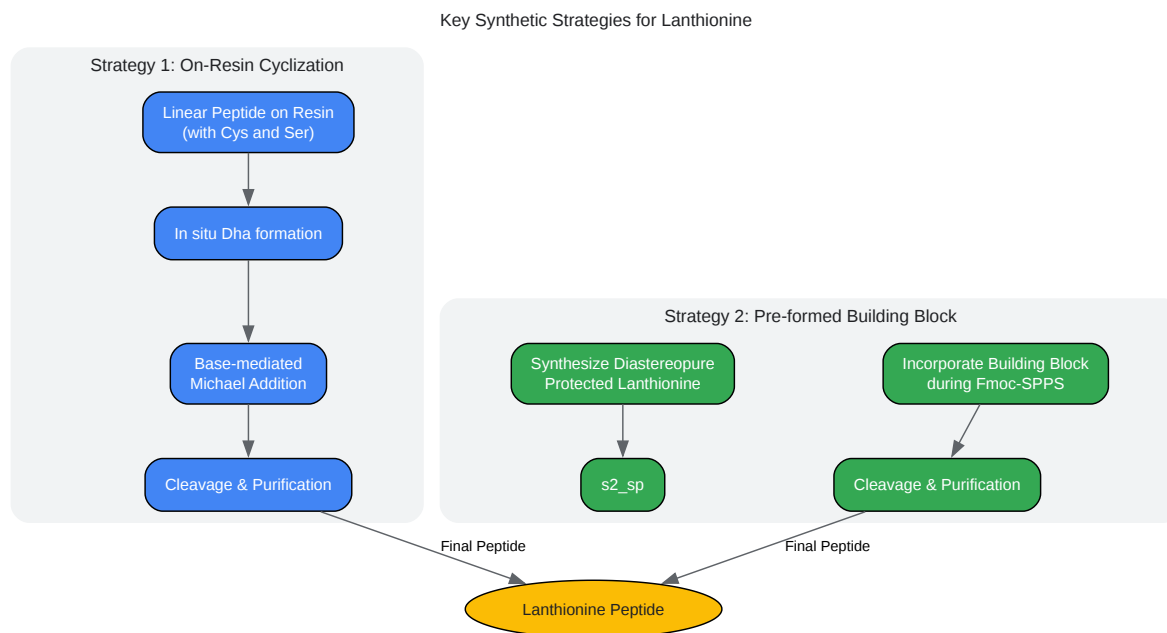 Key Synthetic Strategies for Lanthionine
Strategy 1: On-Resin Cyclization
Linear Peptide on Resin
(with Cys and Ser)
In situ Dha formation
Base-mediated
Michael Addition
Cleavage & Purification
Strategy 2: Pre-formed Building Block
Synthesize Diastereopure
Protected Lanthionine
s2_sp
Incorporate Building Block
during Fmoc-SPPS
Cleavage & Purification
Final Peptide
Final Peptide
Lanthionine Peptide